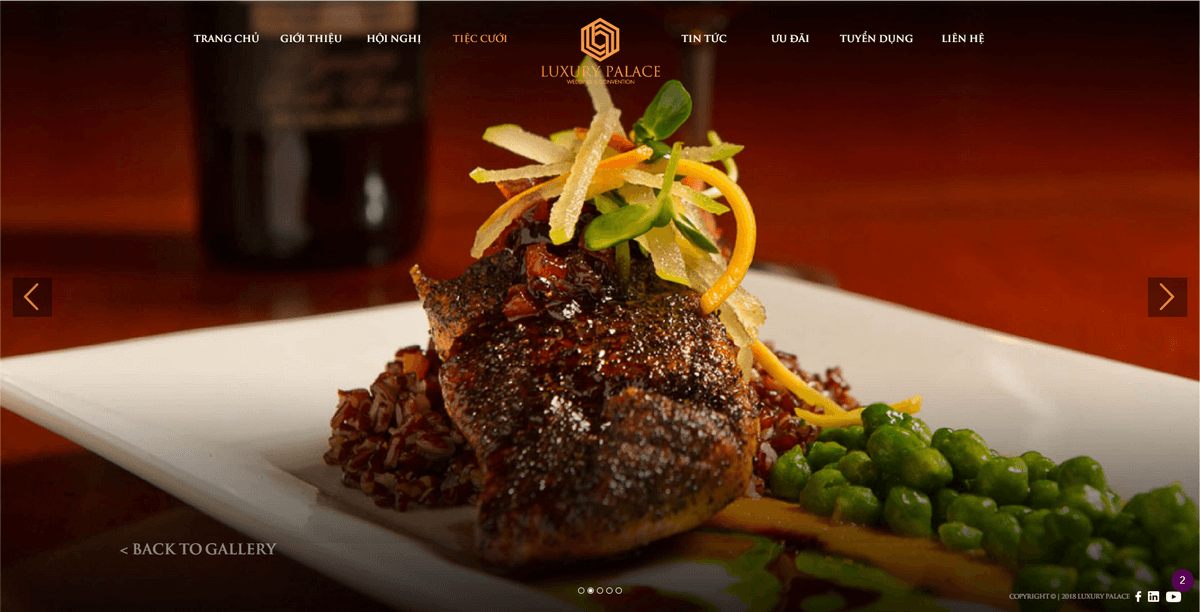 TRANG CHỦ
GIỚI THIỆU
HỘI NGHỊ
TIỆC CƯỚI
LUXURY PALACE
WEDDING & CONVENTION
TIN TỨC
ƯU ĐÃI
TUYỂN DỤNG
LIÊN HỆ
< BACK TO GALLERY
2
COPYRIGHT © | 2018 LUXURY PALACE